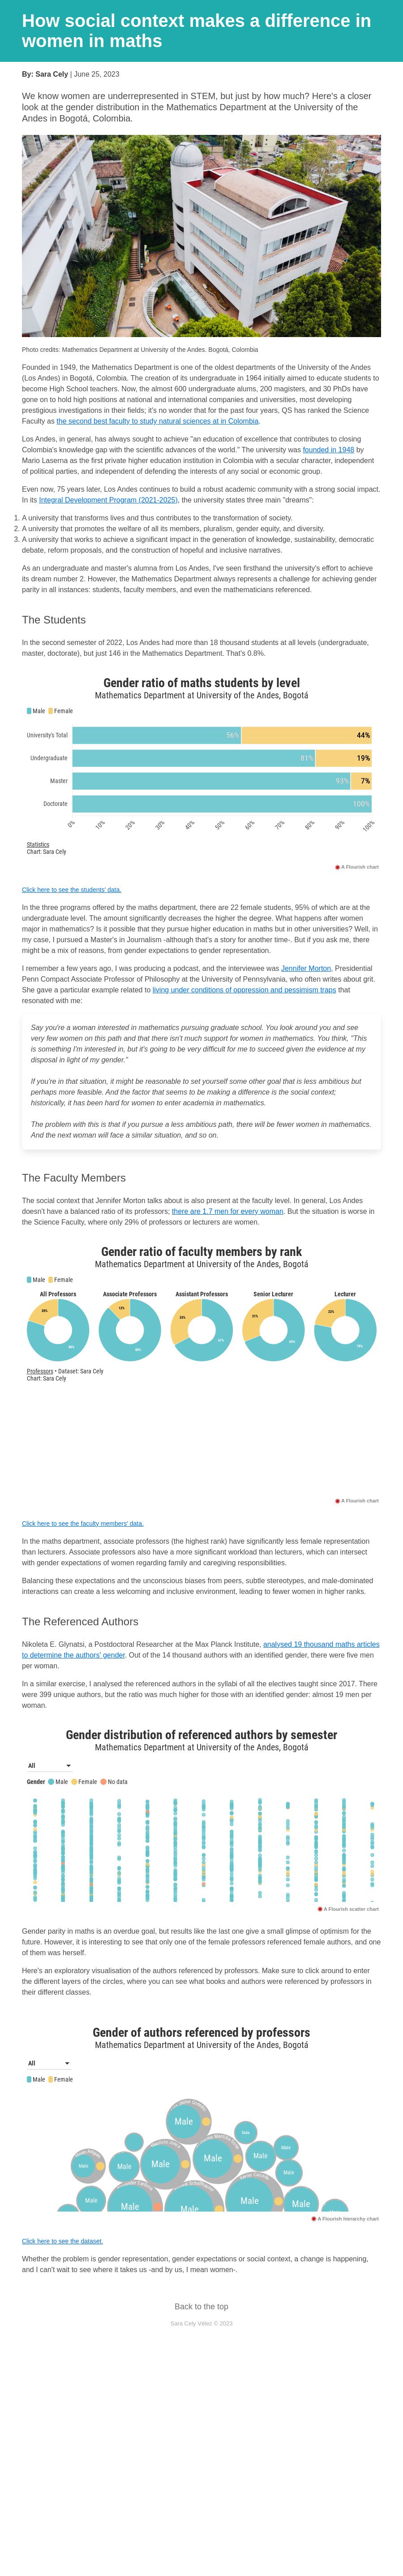 How social context makes a difference in
women in maths
By: Sara Cely | June 25, 2023
We know women are underrepresented in STEM, but just by how much? Here's a closer
look at the gender distribution in the Mathematics Department at the University of the
Andes in Bogotá, Colombia.
Photo credits: Mathematics Department at University of the Andes. Bogotá, Colombia
Founded in 1949, the Mathematics Department is one of the oldest departments of the University of the Andes
(Los Andes) in Bogotá, Colombia. The creation of its undergraduate in 1964 initially aimed to educate students to
become High School teachers. Now, the almost 600 undergraduate alums, 200 magisters, and 30 PhDs have
gone on to hold high positions at national and international companies and universities, most developing
prestigious investigations in their fields; it's no wonder that for the past four years, QS has ranked the Science
Faculty as the second best faculty to study natural sciences at in Colombia.
Los Andes, in general, has always sought to achieve "an education of excellence that contributes to closing
Colombia's knowledge gap with the scientific advances of the world." The university was founded in 1948 by
Mario Laserna as the first private higher education institution in Colombia with a secular character, independent
of political parties, and independent of defending the interests of any social or economic group.
Even now, 75 years later, Los Andes continues to build a robust academic community with a strong social impact.
In its Integral Development Program (2021-2025), the university states three main "dreams":
1. A university that transforms lives and thus contributes to the transformation of society.
2. A university that promotes the welfare of all its members, pluralism, gender equity, and diversity.
3. A university that works to achieve a significant impact in the generation of knowledge, sustainability, democratic
debate, reform proposals, and the construction of hopeful and inclusive narratives.
As an undergraduate and master's alumna from Los Andes, I've seen firsthand the university's effort to achieve
its dream number 2. However, the Mathematics Department always represents a challenge for achieving gender
parity in all instances: students, faculty members, and even the mathematicians referenced.
The Students
In the second semester of 2022, Los Andes had more than 18 thousand students at all levels (undergraduate,
master, doctorate), but just 146 in the Mathematics Department. That's 0.8%.
Gender ratio of maths students by level
Mathematics Department at University of the Andes, Bogotá
Male Female
University's Total 56% 44%
Undergraduate 81% 19%
Master 93% 7%
Doctorate 100%
0% 10% 20% 30% 40% 50% 60% 70% 80% 90% 100%
Statistics
Chart: Sara Cely
A Flourish chart
Click here to see the students' data.
In the three programs offered by the maths department, there are 22 female students, 95% of which are at the
undergraduate level. The amount significantly decreases the higher the degree. What happens after women
major in mathematics? Is it possible that they pursue higher education in maths but in other universities? Well, in
my case, I pursued a Master's in Journalism -although that's a story for another time-. But if you ask me, there
might be a mix of reasons, from gender expectations to gender representation.
I remember a few years ago, I was producing a podcast, and the interviewee was Jennifer Morton, Presidential
Penn Compact Associate Professor of Philosophy at the University of Pennsylvania, who often writes about grit.
She gave a particular example related to living under conditions of oppression and pessimism traps that
resonated with me:
Say you're a woman interested in mathematics pursuing graduate school. You look around you and see
very few women on this path and that there isn't much support for women in mathematics. You think, "This
is something I'm interested in, but it's going to be very difficult for me to succeed given the evidence at my
disposal in light of my gender."
If you're in that situation, it might be reasonable to set yourself some other goal that is less ambitious but
perhaps more feasible. And the factor that seems to be making a difference is the social context;
historically, it has been hard for women to enter academia in mathematics.
The problem with this is that if you pursue a less ambitious path, there will be fewer women in mathematics.
And the next woman will face a similar situation, and so on.
The Faculty Members
The social context that Jennifer Morton talks about is also present at the faculty level. In general, Los Andes
doesn't have a balanced ratio of its professors; there are 1.7 men for every woman. But the situation is worse in
the Science Faculty, where only 29% of professors or lecturers are women.
Gender ratio of faculty members by rank
Mathematics Department at University of the Andes, Bogotá
Male Female
All Professors Associate Professors Assistant Professors Senior Lecturer Lecturer
Professors • Dataset: Sara Cely
Chart: Sara Cely
A Flourish chart
Click here to see the faculty members' data.
In the maths department, associate professors (the highest rank) have significantly less female representation
than lecturers. Associate professors also have a more significant workload than lecturers, which can intersect
with gender expectations of women regarding family and caregiving responsibilities.
Balancing these expectations and the unconscious biases from peers, subtle stereotypes, and male-dominated
interactions can create a less welcoming and inclusive environment, leading to fewer women in higher ranks.
The Referenced Authors
Nikoleta E. Glynatsi, a Postdoctoral Researcher at the Max Planck Institute, analysed 19 thousand maths articles
to determine the authors' gender. Out of the 14 thousand authors with an identified gender, there were five men
per woman.
In a similar exercise, I analysed the referenced authors in the syllabi of all the electives taught since 2017. There
were 399 unique authors, but the ratio was much higher for those with an identified gender: almost 19 men per
woman.
Gender distribution of referenced authors by semester
Mathematics Department at University of the Andes, Bogotá
All
Gender Male Female No data
A Flourish scatter chart
Gender parity in maths is an overdue goal, but results like the last one give a small glimpse of optimism for the
future. However, it is interesting to see that only one of the female professors referenced female authors, and one
of them was herself.
Here's an exploratory visualisation of the authors referenced by professors. Make sure to click around to enter
the different layers of the circles, where you can see what books and authors were referenced by professors in
their different classes.
Gender of authors referenced by professors
Mathematics Department at University of the Andes, Bogotá
All
Male Female
Male
Male
Male
Male
Male
Male
Male
Male
Male
Male
Male
Male
Male
A Flourish hierarchy chart
Click here to see the dataset.
Whether the problem is gender representation, gender expectations or social context, a change is happening,
and I can't wait to see where it takes us -and by us, I mean women-.
Back to the top
Sara Cely Vélez © 2023